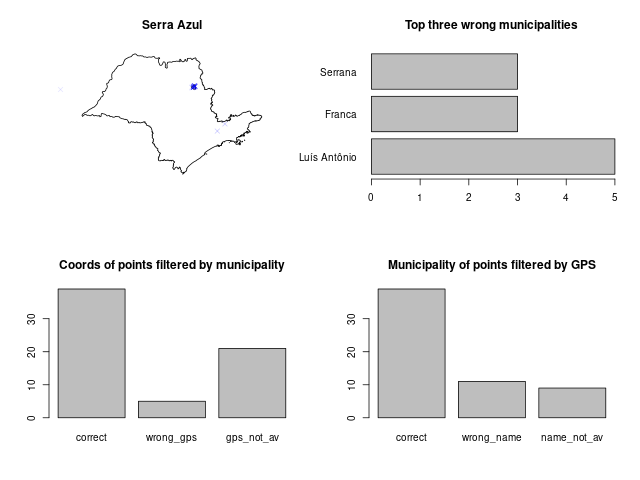 Serra Azul
Top three wrong municipalities
Serrana
Franca
Luis Antônio
0 1 2 3 4 5
Coords of points filtered by municipality
30
20
10
0
correct wrong_gps gps_not_av
Municipality of points filtered by GPS
30
20
10
0
correct wrong_name name_not_av